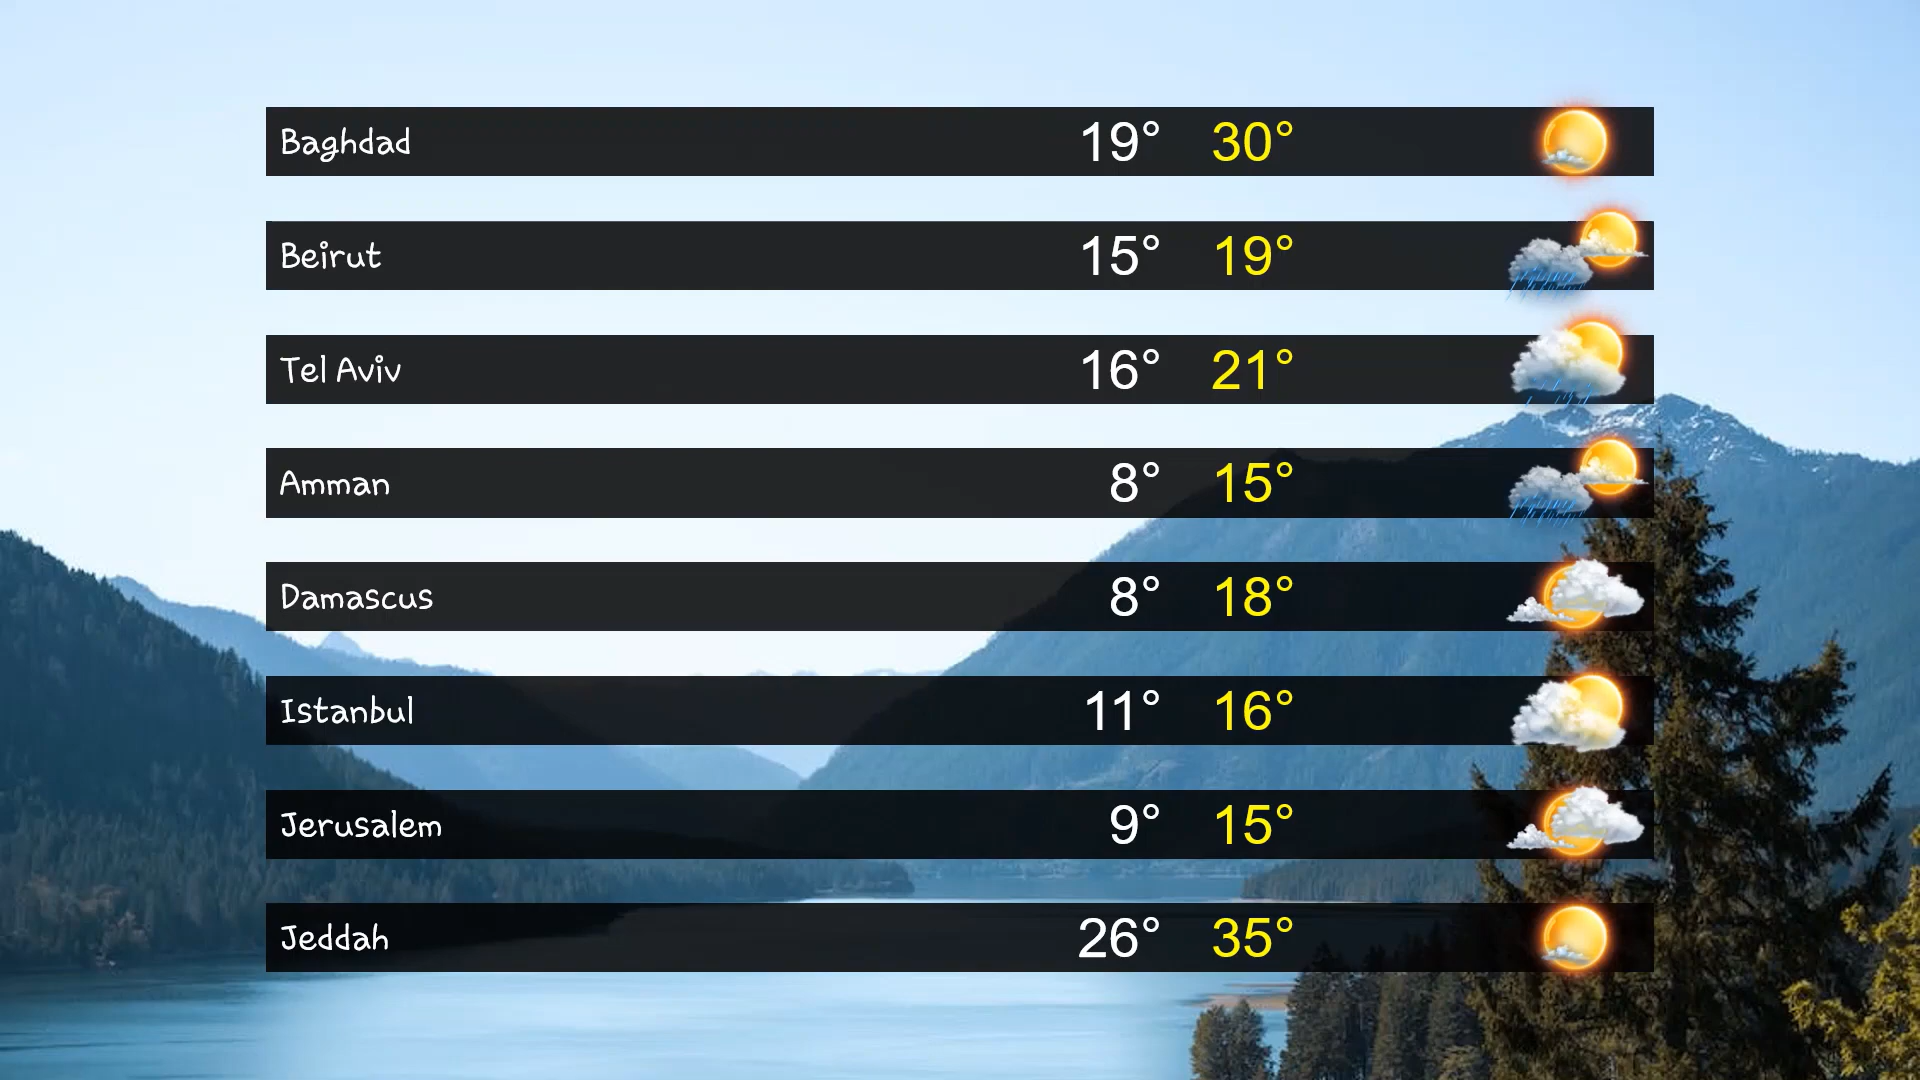 Baghdad 19° 30°
Beirut 15° 19°
Tel Aviv 16° 21°
Amman 8° 15°
Damascus 8° 18°
Istanbul 11° 16°
Jerusalem 9° 15°
Jeddah 26° 35°